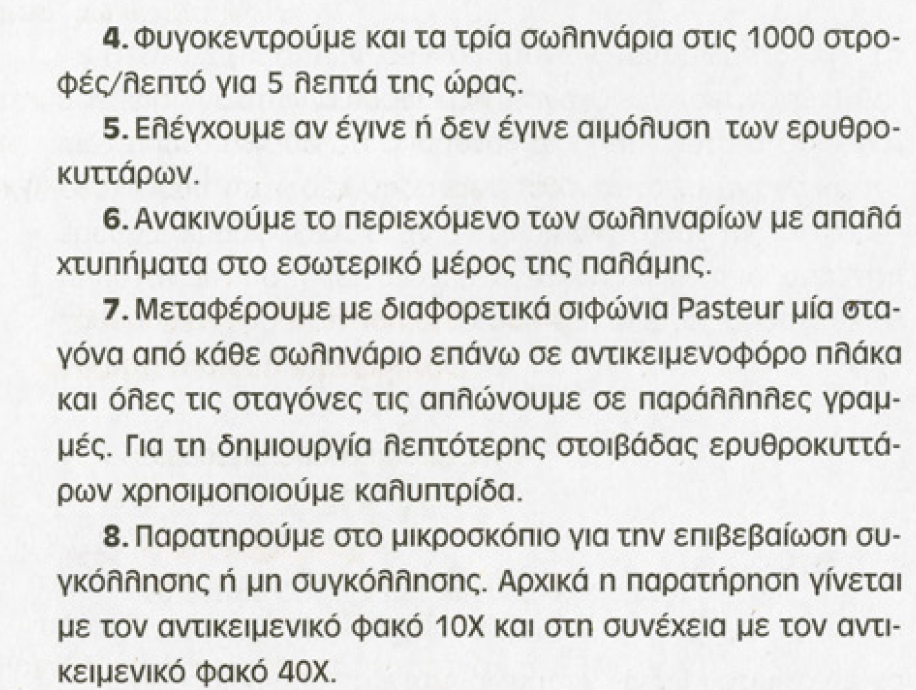 4. Φυγοκεντρούμε και τα τρία σωληνάρια στις 1000 στρο-
φές/λεπτό για 5 λεπτά της ώρας.
5. Ελέγχουμε αν έγινε ή δεν έγινε αιμόλυση των ερυθρο-
κυττάρων.
6. Ανακινούμε το περιεχόμενο των σωληναρίων με απαλά
χτυπήματα στο εσωτερικό μέρος της παλάμης.
7. Μεταφέρουμε με διαφορετικά σιφώνια Pasteur μία στα-
γόνα από κάθε σωληνάριο επάνω σε αντικειμενοφόρο πλάκα
και όλες τις σταγόνες τις απλώνουμε σε παράλληλες γραμ-
μές. Για τη δημιουργία λεπτότερης στοιβάδας ερυθροκυττά-
ρων χρησιμοποιούμε καλυπτρίδα.
8. Παρατηρούμε στο μικροσκόπιο για την επιβεβαίωση συ-
γκόλλησης ή μη συγκόλλησης. Αρχικά η παρατήρηση γίνεται
με τον αντικειμενικό φακό 10Χ και στη συνέχεια με τον αντι-
κειμενικό φακό 40Χ.